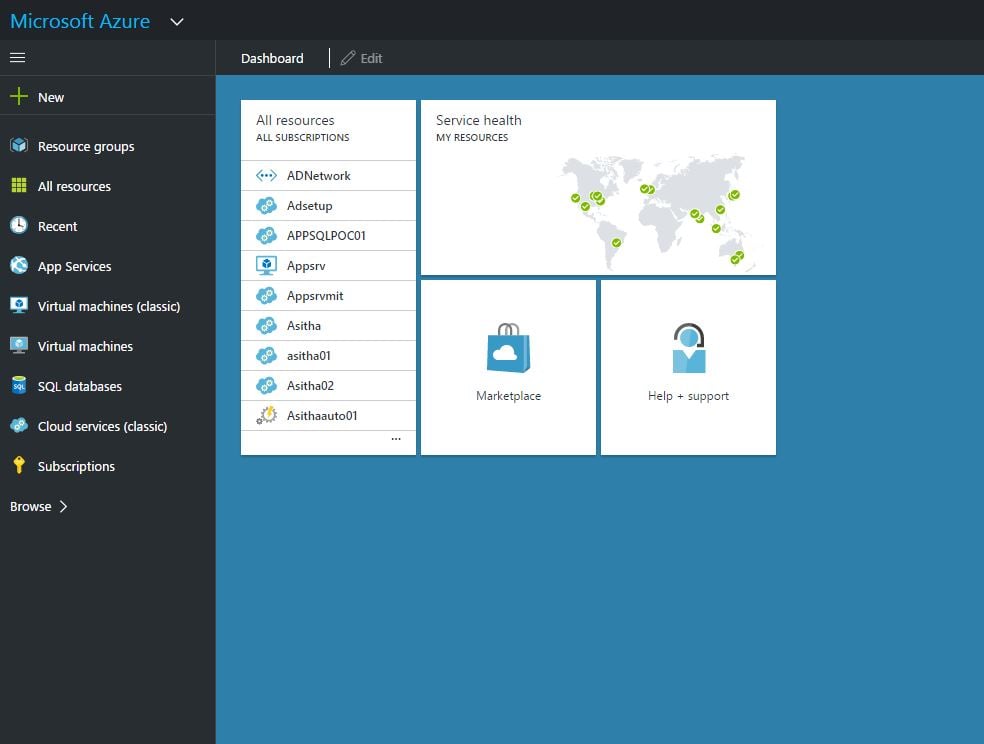 Microsoft Azure
Dashboard
Edit
New
Resource groups
All resources
Recent
App Services
Virtual machines (classic)
Virtual machines
SQL
SQL databases
Cloud services (classic)
Subscriptions
Browse
All resources
ALL SUBSCRIPTIONS
ADNetwork
Adsetup
APPSQLPOC01
Appsrv
Appsrvmit
Asitha
asitha01
Asitha02
Asithaauto01
...
Service health
MY RESOURCES
Marketplace
Help + support